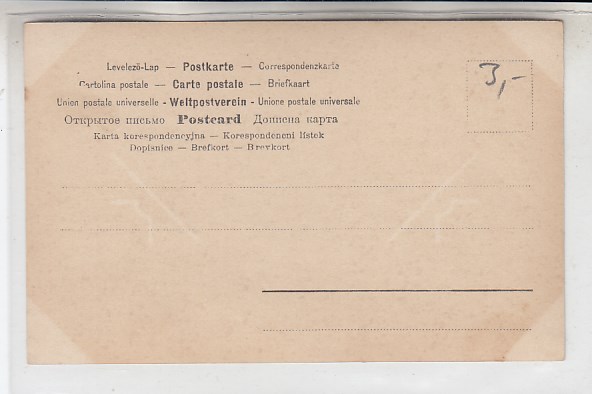 Levelező-Lap — Postkarte — Correspondenzkarte
Cartolina postale — Carte postale — Briefkaart
Union postale universelle - Weltpostverein - Unione postale universale
Открытое письмо Postcard Дописна карта
Karta korespondencyjna — Korespondencní lístek
Dopisnice — Brefkort — Brevkort
3,-